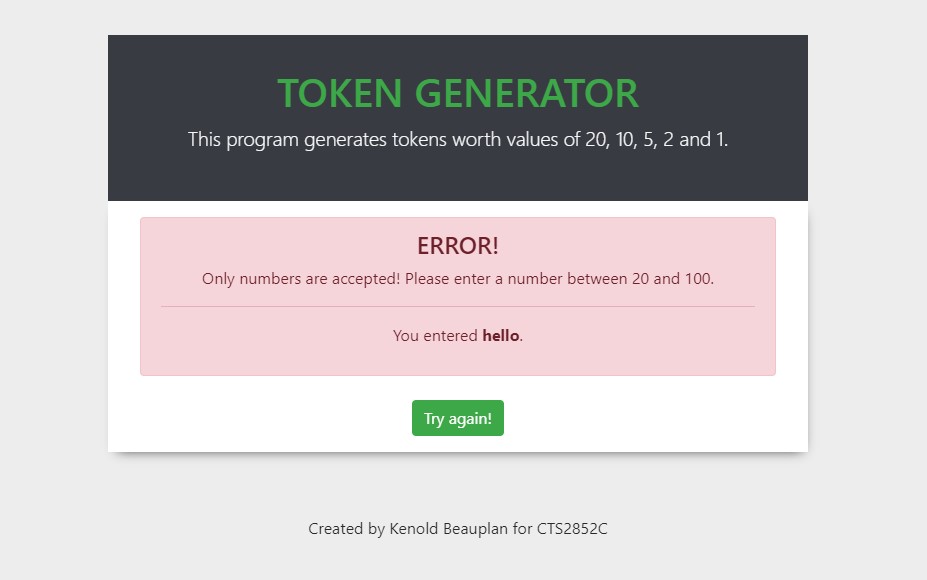 TOKEN GENERATOR
This program generates tokens worth values of 20, 10, 5, 2 and 1.
ERROR!
Only numbers are accepted! Please enter a number between 20 and 100.
You entered hello.
Try again!
Created by Kenold Beauplan for CTS2852C